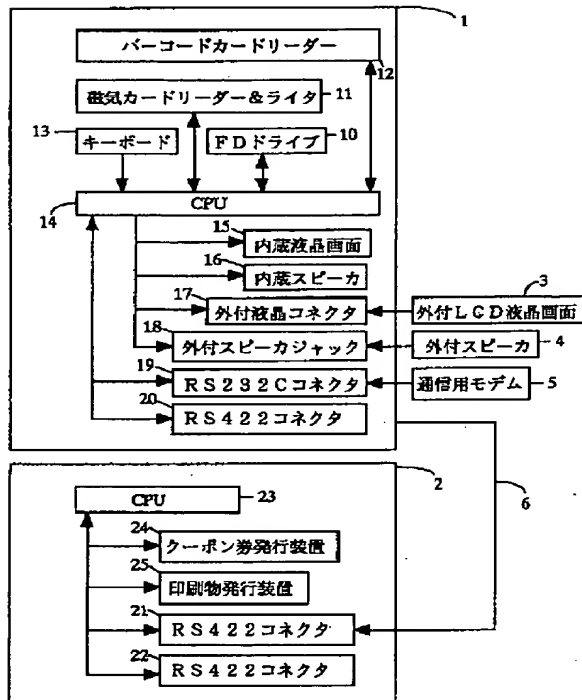 1
バーコードカードリーダー
12
磁気カードリーダー＆ライタ
11
13
キーボード
FDドライブ
10
14
CPU
15
内蔵液晶画面
16
内蔵スピーカ
17
外付液晶コネクタ
3
外付LCD液晶画面
18
外付スピーカジャック
外付スピーカ
4
19
RS232Cコネクタ
通信用モデム
5
20
RS422コネクタ
2
6
CPU
23
24
クーポン券発行装置
25
印刷物発行装置
21
RS422コネクタ
22
RS422コネクタ